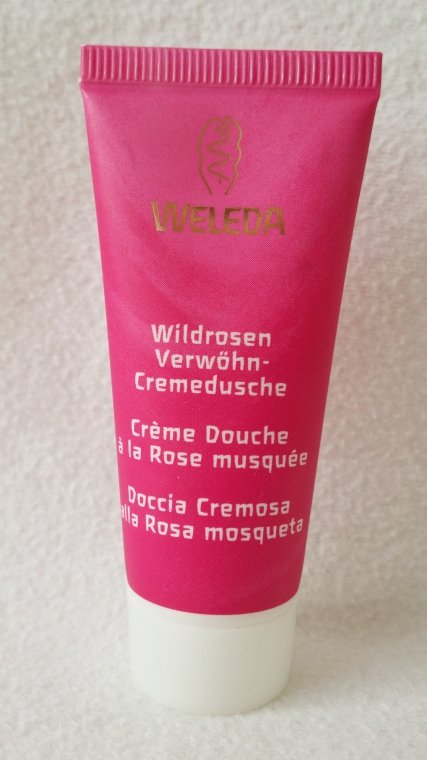 WELEDA
Wildrosen
Verwöhn-
Cremedusche
Crème Douche
à la Rose musquée
Doccia Cremosa
alla Rosa mosqueta